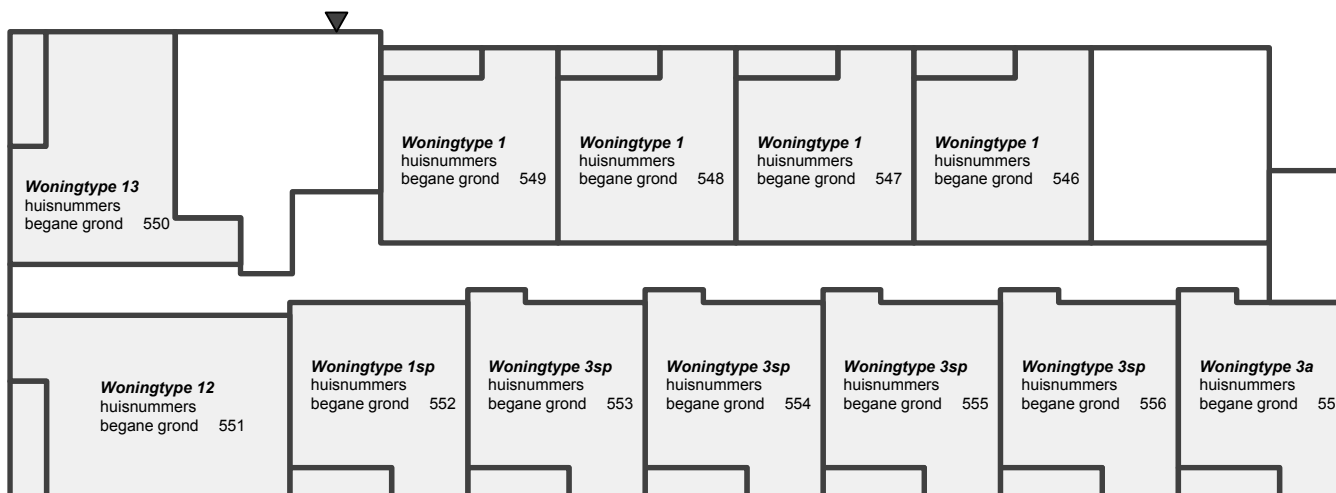 Woningtype 1
huisnummers
begane grond 549
Woningtype 1
huisnummers
begane grond 548
Woningtype 1
huisnummers
begane grond 547
Woningtype 1
huisnummers
begane grond 546
Woningtype 13
huisnummers
begane grond 550
Woningtype 12
huisnummers
begane grond 551
Woningtype 1sp
huisnummers
begane grond 552
Woningtype 3sp
huisnummers
begane grond 553
Woningtype 3sp
huisnummers
begane grond 554
Woningtype 3sp
huisnummers
begane grond 555
Woningtype 3sp
huisnummers
begane grond 556
Woningtype 3a
huisnummers
begane grond